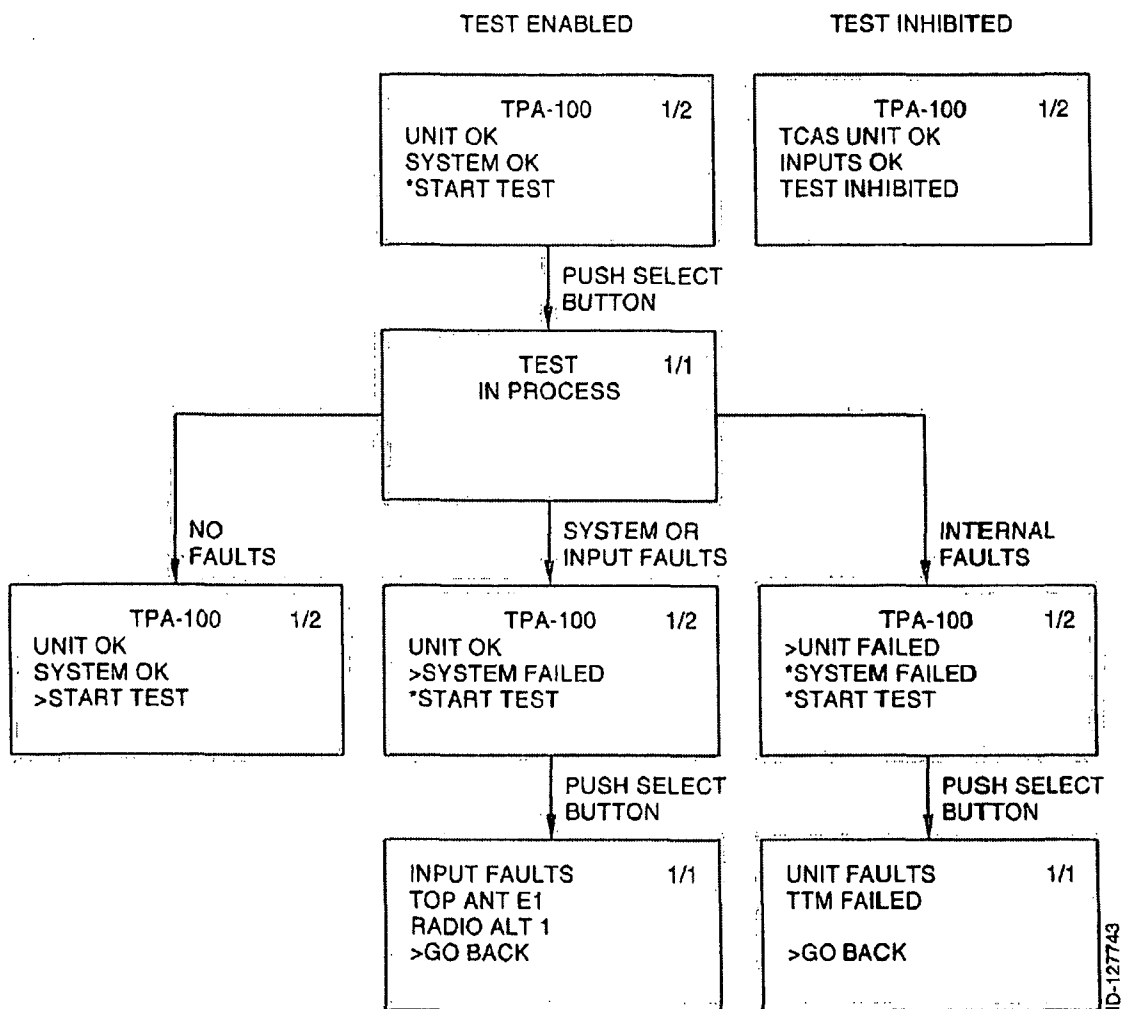 TEST ENABLED
TEST INHIBITED
TPA-100 1/2
UNIT OK
SYSTEM OK
*START TEST
TPA-100 1/2
TCAS UNIT OK
INPUTS OK
TEST INHIBITED
PUSH SELECT
BUTTON
TEST 1/1
IN PROCESS
NO
FAULTS
SYSTEM OR
INPUT FAULTS
INTERNAL
FAULTS
TPA-100 1/2
UNIT OK
SYSTEM OK
>START TEST
TPA-100 1/2
UNIT OK
>SYSTEM FAILED
*START TEST
TPA-100 1/2
>UNIT FAILED
*SYSTEM FAILED
*START TEST
PUSH SELECT
BUTTON
PUSH SELECT
BUTTON
INPUT FAULTS 1/1
TOP ANT E1
RADIO ALT 1
>GO BACK
UNIT FAULTS 1/1
TTM FAILED
>GO BACK
ID-127743